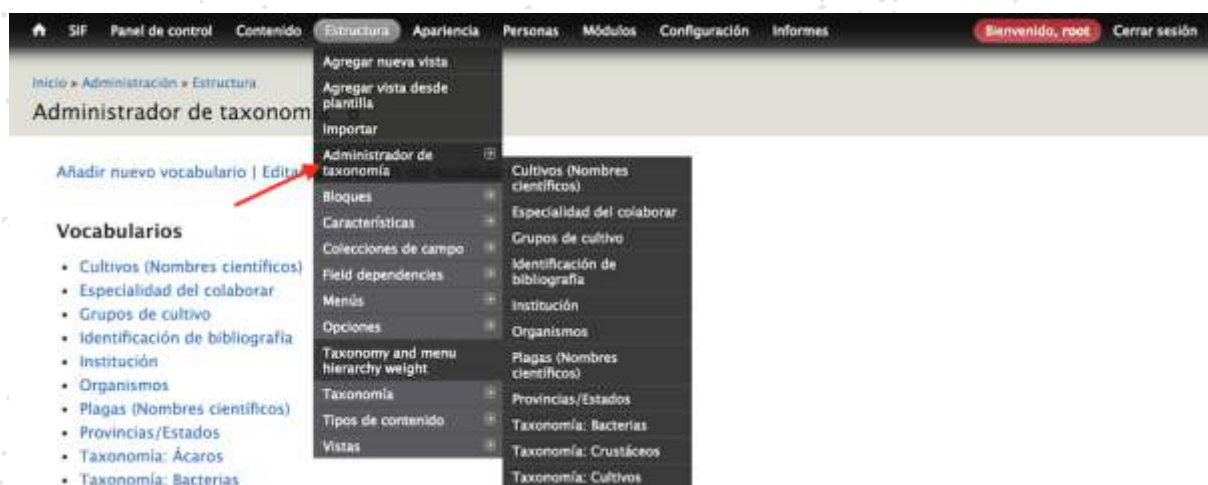 SIF Panel de control Contenido Estructura Apariencia Personas Módulos Configuración Informes Bienvenido, root Cerrar sesión
Inicio » Administración » Estructura
Administrador de taxonom
Añadir nuevo vocabulario | Edita
Vocabularios
• Cultivos (Nombres científicos)
• Especialidad del colaborar
• Grupos de cultivo
• Identificación de bibliografía
• Institución
• Organismos
• Plagas (Nombres científicos)
• Provincias/Estados
• Taxonomía: Ácaros
• Taxonomía: Bacterias
Agregar nueva vista
Agregar vista desde
plantilla
Importar
Administrador de
taxonomía
Bloques
Características
Colecciones de campo
Field dependencies
Menús
Opciones
Taxonomy and menu
hierarchy weight
Taxonomía
Tipos de contenido
Vistas
Cultivos (Nombres
científicos)
Especialidad del colaborar
Grupos de cultivo
Identificación de
bibliografía
Institución
Organismos
Plagas (Nombres
científicos)
Provincias/Estados
Taxonomía: Bacterias
Taxonomía: Crustáceos
Taxonomía: Cultivos